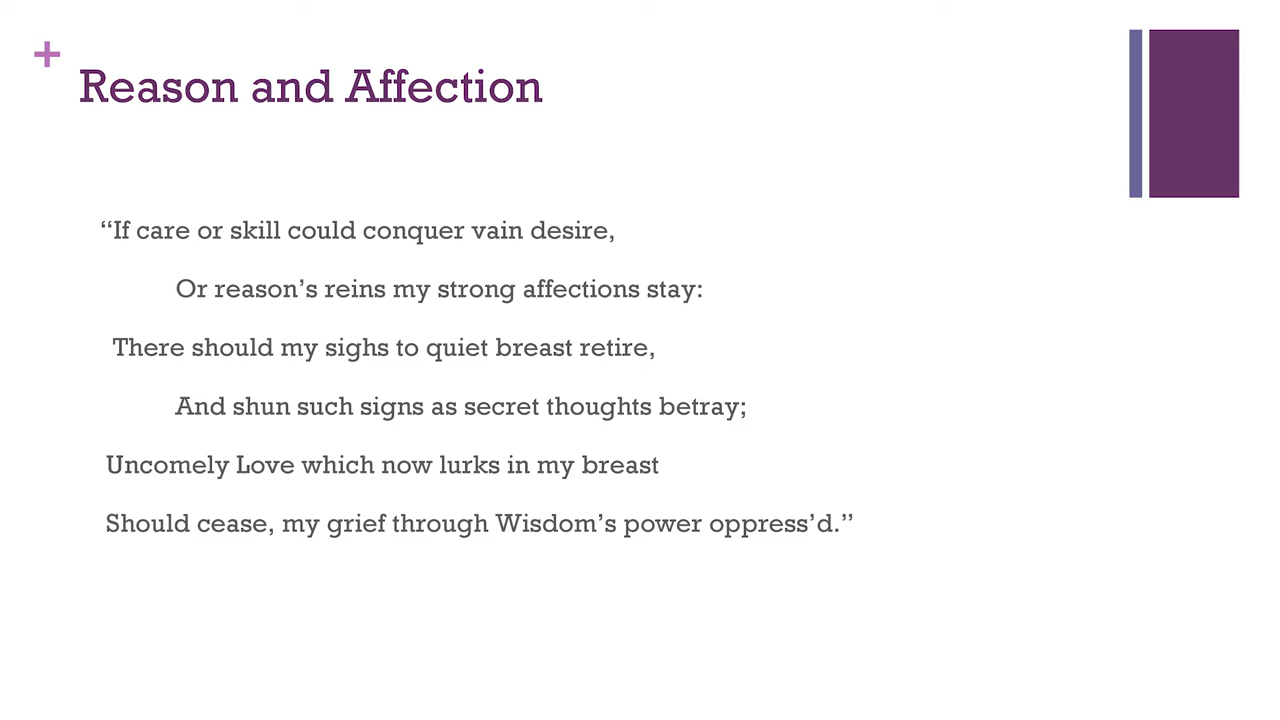 +
Reason and Affection
“If care or skill could conquer vain desire,
Or reason’s reins my strong affections stay:
There should my sighs to quiet breast retire,
And shun such signs as secret thoughts betray;
Uncomely Love which now lurks in my breast
Should cease, my grief through Wisdom’s power oppress’d.”